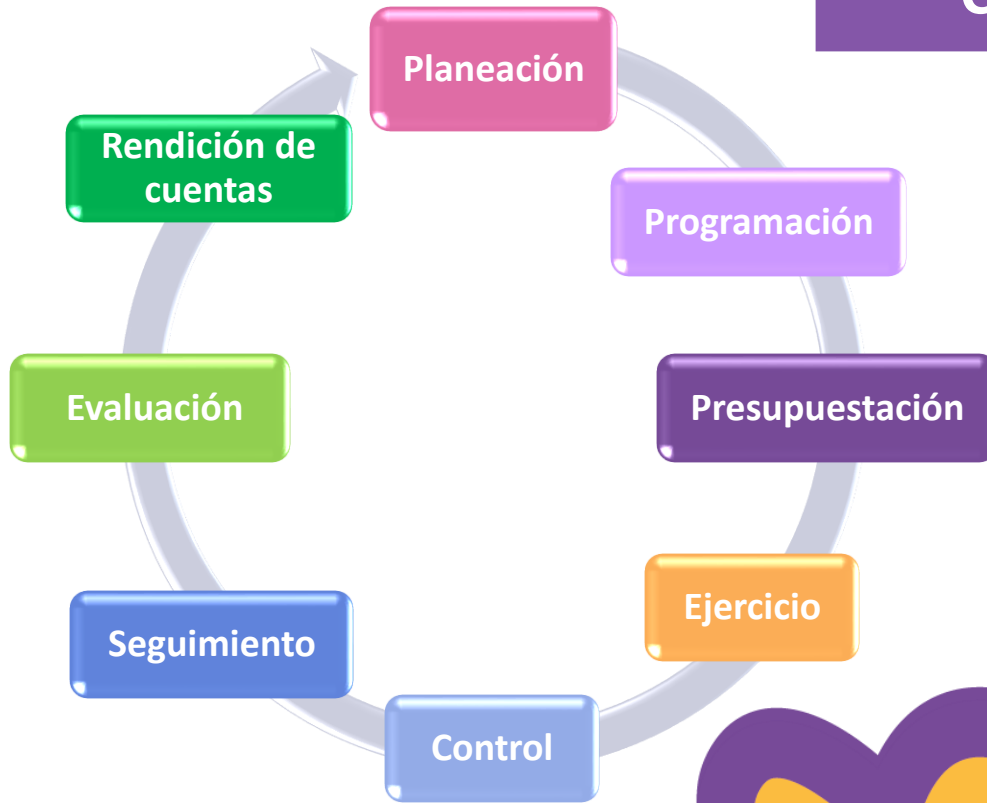 Planeación
Programación
Presupuestación
Ejercicio
Control
Seguimiento
Evaluación
Rendición de
cuentas